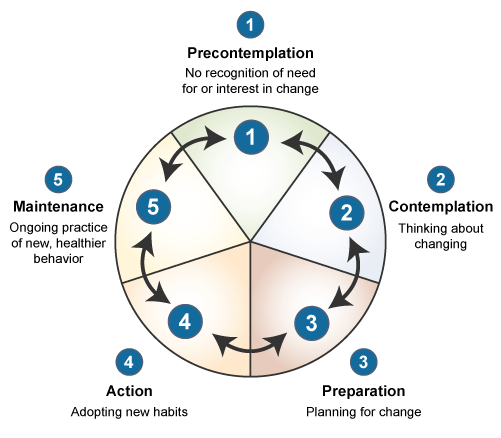 1
Precontemplation
No recognition of need
for or interest in change
1
5
Maintenance
Ongoing practice
of new, healthier
behavior
2
Contemplation
Thinking about
changing
5
2
4
3
4
Action
Adopting new habits
3
Preparation
Planning for change